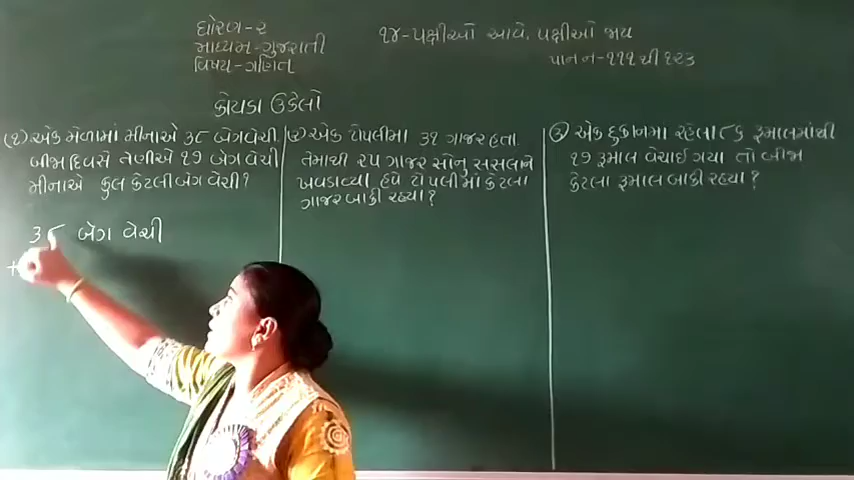 ધોરણ-૨
માધ્યમ-ગુજરાતી
વિષય-ગણિત
૧૪-પક્ષીઓ આવે, પક્ષીઓ જાય
પાન નં-૧૧૧ થી ૧૨૩
કોયડા ઉકેલો
(૧) એક મેળામાં મીનાએ ૩૮ બેગ વેચી
બીજા દિવસે તેણીએ ૧૭ બેગ વેચી
મીનાએ કુલ કેટલી બેગ વેચી?
૩૮ બેગ વેચી
+
(૨) એક ટોપલીમા ૩૧ ગાજર હતા
તેમાથી ૨૫ ગાજર સોનુ સસલાને
ખવડાવ્યા હવે ટોપલીમાં કેટલા
ગાજર બાકી રહ્યા?
(૩) એક દુકાનમા રહેલા ૮૬ રૂમાલમાંથી
૧૭ રૂમાલ વેચાઈ ગયા તો બીજા
કેટલા રૂમાલ બાકી રહ્યા?